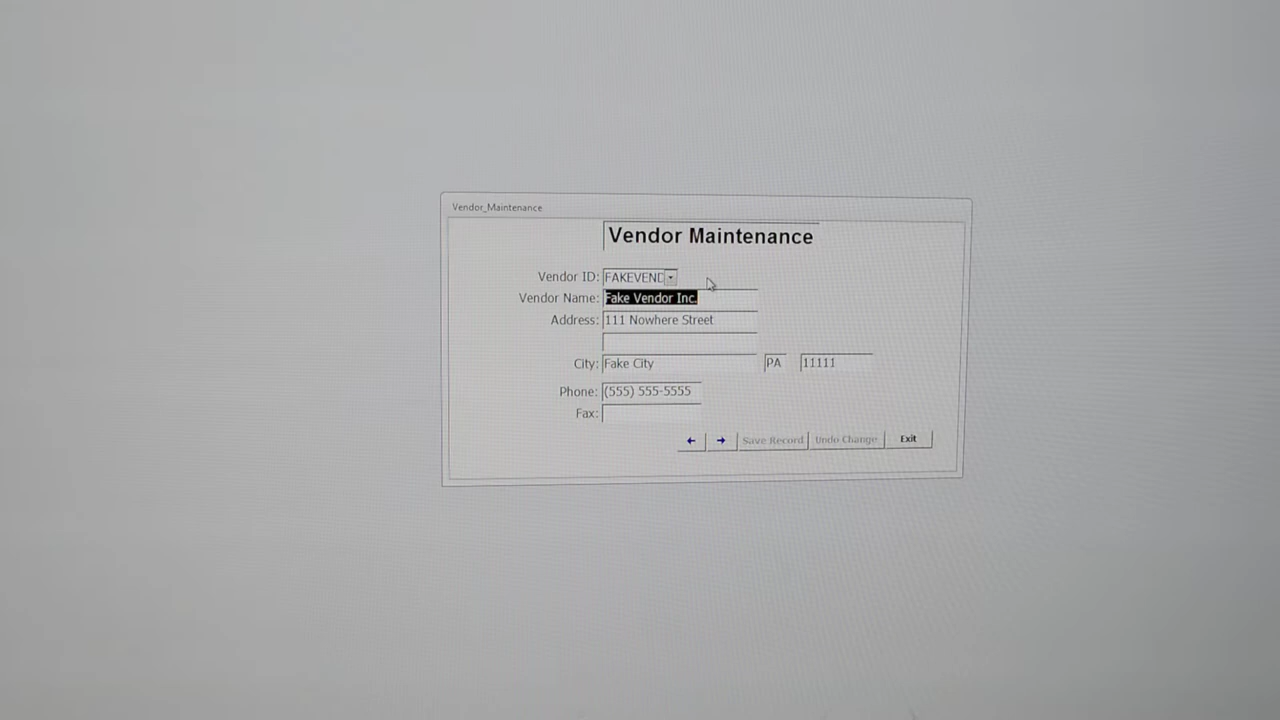 Vendor_Maintenance
Vendor Maintenance
Vendor ID: FAKEVEND
Vendor Name: Fake Vendor Inc.
Address: 111 Nowhere Street
City: Fake City PA 11111
Phone: (555) 555-5555
Fax:
Save Record Undo Change Exit